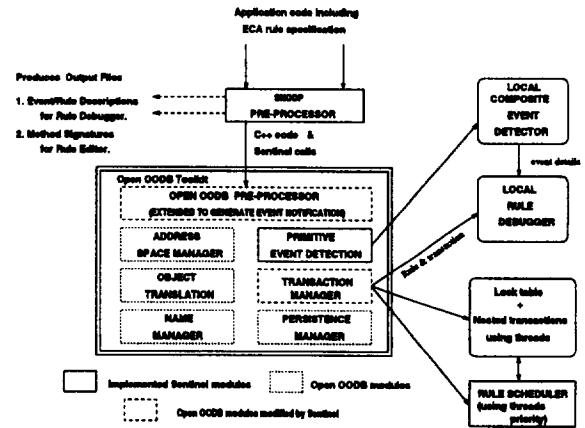 Application code including
ECA rule specification
Produces Output Files
1. Event/Rule Descriptions
for Rule Debugger.
2. Method Signatures
for Rule Editor.
SNOOP
PRE-PROCESSOR
C++ code &
Sentinel calls
LOCAL
COMPOSITE
EVENT
DETECTOR
event details
LOCAL
RULE
DEBUGGER
Open OODB Toolkit
OPEN OODB PRE-PROCESSOR
(EXTENDED TO GENERATE EVENT NOTIFICATION)
ADDRESS
SPACE MANAGER
PRIMITIVE
EVENT DETECTION
OBJECT
TRANSLATION
TRANSACTION
MANAGER
NAME
MANAGER
PERSISTENCE
MANAGER
Rule & transaction
Lock table
+
Nested transactions
using threads
RULE SCHEDULER
(using threads
priority)
Implemented Sentinel modules
Open OODB modules
Open OODB modules modified by Sentinel